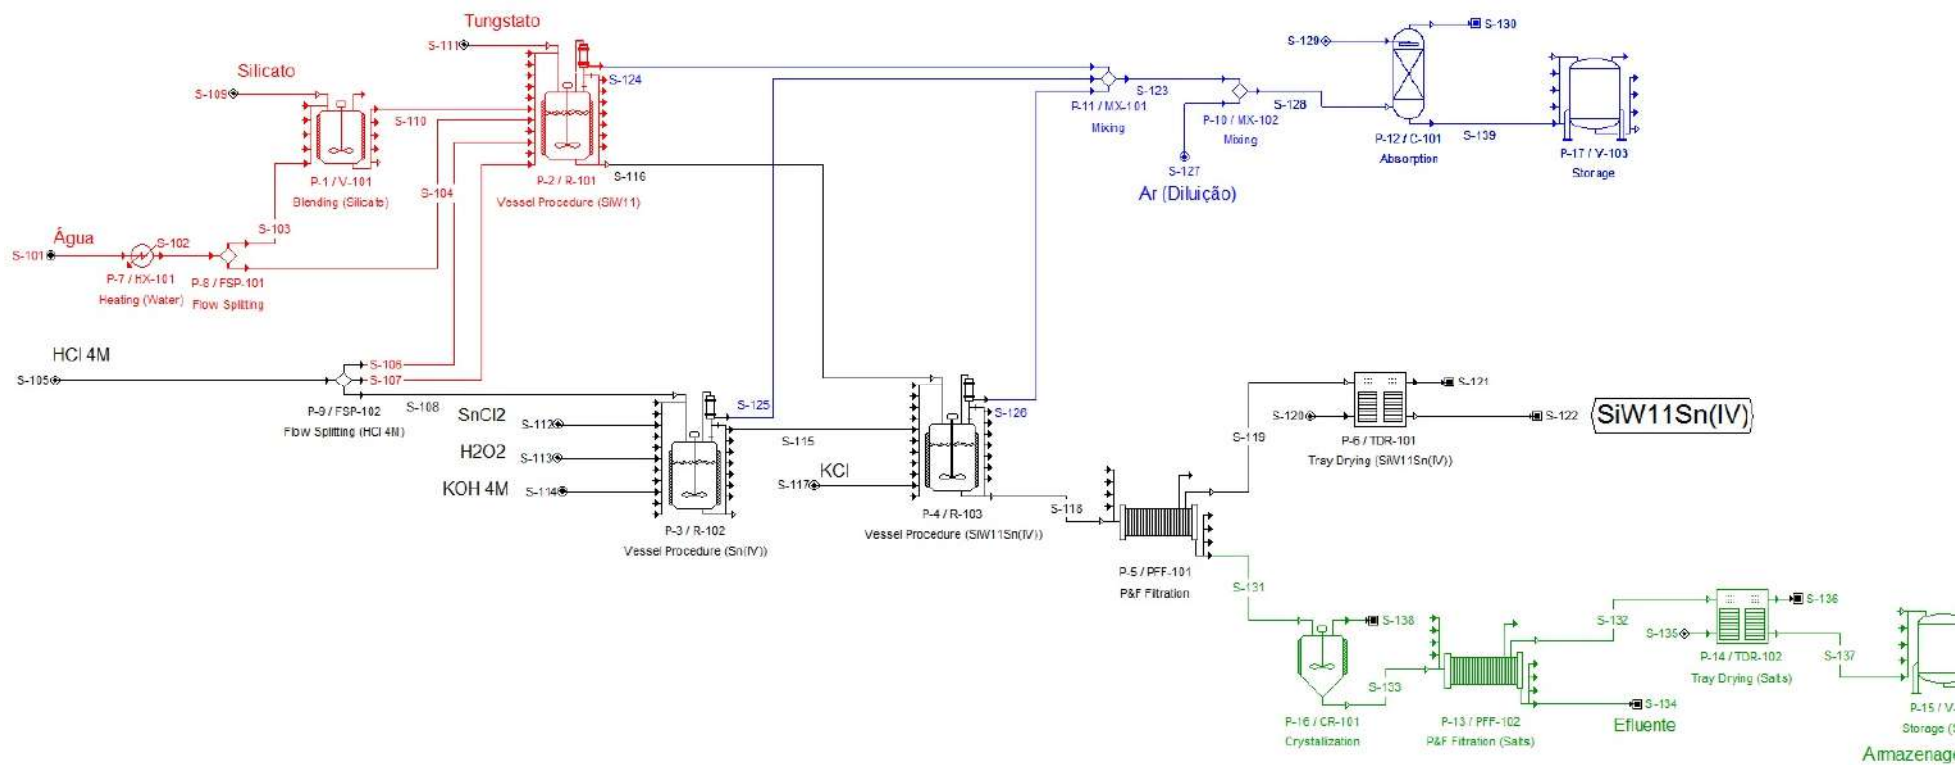 Tungstato
S-111
S-124
Silicato
S-109
S-110
P-1 / V-101
Blending (Silicate)
S-104
P-2 / R-101
Vessel Procedure (SiW11)
S-116
S-103
Água
S-101
S-102
P-7 / HX-101
Heating (Water)
P-8 / FSP-101
Flow Splitting
S-129
S-130
P-11 / MX-101
Mixing
S-123
P-10 / MX-102
Mixing
S-128
S-127
Ar (Diluição)
P-12 / C-101
Absorption
S-139
P-17 / V-103
Storage
HCl 4M
S-105
S-106
S-107
S-108
P-9 / FSP-102
Flow Splitting (HCl 4M)
SnCl2
S-112
H2O2
S-113
KOH 4M
S-114
S-125
P-3 / R-102
Vessel Procedure (Sn(IV))
S-115
KCl
S-117
S-126
P-4 / R-103
Vessel Procedure (SiW11Sn(IV))
S-118
S-119
S-120
S-121
S-122
SiW11Sn(IV)
P-6 / TDR-101
Tray Drying (SiW11Sn(IV))
P-5 / PFF-101
P&F Filtration
S-131
S-138
P-16 / CR-101
Crystallization
S-133
S-132
P-13 / PFF-102
P&F Filtration (Salts)
S-134
Efluente
S-135
S-136
P-14 / TDR-102
Tray Drying (Salts)
S-137
P-15 / V-
Storage (S
Armazenage